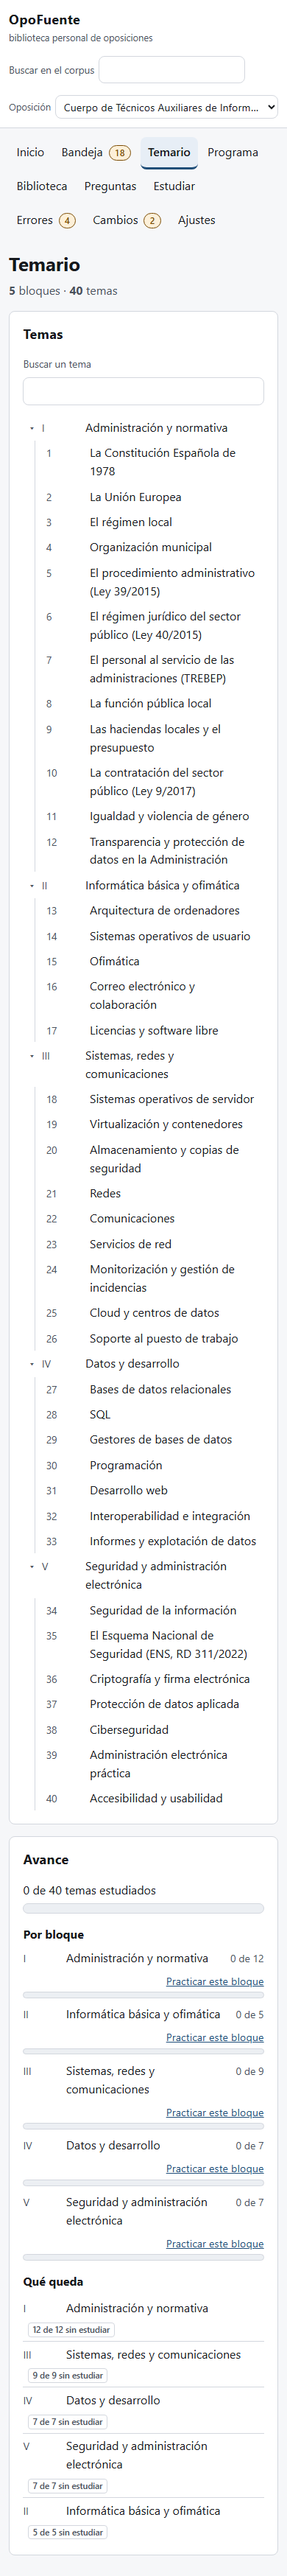 OpoFuente
biblioteca personal de oposiciones
Buscar en el corpus
Oposición Cuerpo de Técnicos Auxiliares de Inform...
Inicio Bandeja 18 Temario Programa
Biblioteca Preguntas Estudiar
Errores 4 Cambios 2 Ajustes
Temario
5 bloques · 40 temas
Temas
Buscar un tema
I Administración y normativa
1 La Constitución Española de
1978
2 La Unión Europea
3 El régimen local
4 Organización municipal
5 El procedimiento administrativo
(Ley 39/2015)
6 El régimen jurídico del sector
público (Ley 40/2015)
7 El personal al servicio de las
administraciones (TREBEP)
8 La función pública local
9 Las haciendas locales y el
presupuesto
10 La contratación del sector
público (Ley 9/2017)
11 Igualdad y violencia de género
12 Transparencia y protección de
datos en la Administración
II Informática básica y ofimática
13 Arquitectura de ordenadores
14 Sistemas operativos de usuario
15 Ofimática
16 Correo electrónico y
colaboración
17 Licencias y software libre
III Sistemas, redes y
comunicaciones
18 Sistemas operativos de servidor
19 Virtualización y contenedores
20 Almacenamiento y copias de
seguridad
21 Redes
22 Comunicaciones
23 Servicios de red
24 Monitorización y gestión de
incidencias
25 Cloud y centros de datos
26 Soporte al puesto de trabajo
IV Datos y desarrollo
27 Bases de datos relacionales
28 SQL
29 Gestores de bases de datos
30 Programación
31 Desarrollo web
32 Interoperabilidad e integración
33 Informes y explotación de datos
V Seguridad y administración
electrónica
34 Seguridad de la información
35 El Esquema Nacional de
Seguridad (ENS, RD 311/2022)
36 Criptografía y firma electrónica
37 Protección de datos aplicada
38 Ciberseguridad
39 Administración electrónica
práctica
40 Accesibilidad y usabilidad
Avance
0 de 40 temas estudiados
Por bloque
I Administración y normativa 0 de 12
Practicar este bloque
II Informática básica y ofimática 0 de 5
Practicar este bloque
III Sistemas, redes y 0 de 9
comunicaciones
Practicar este bloque
IV Datos y desarrollo 0 de 7
Practicar este bloque
V Seguridad y administración 0 de 7
electrónica
Practicar este bloque
Qué queda
I Administración y normativa
12 de 12 sin estudiar
III Sistemas, redes y comunicaciones
9 de 9 sin estudiar
IV Datos y desarrollo
7 de 7 sin estudiar
V Seguridad y administración
electrónica
7 de 7 sin estudiar
II Informática básica y ofimática
5 de 5 sin estudiar